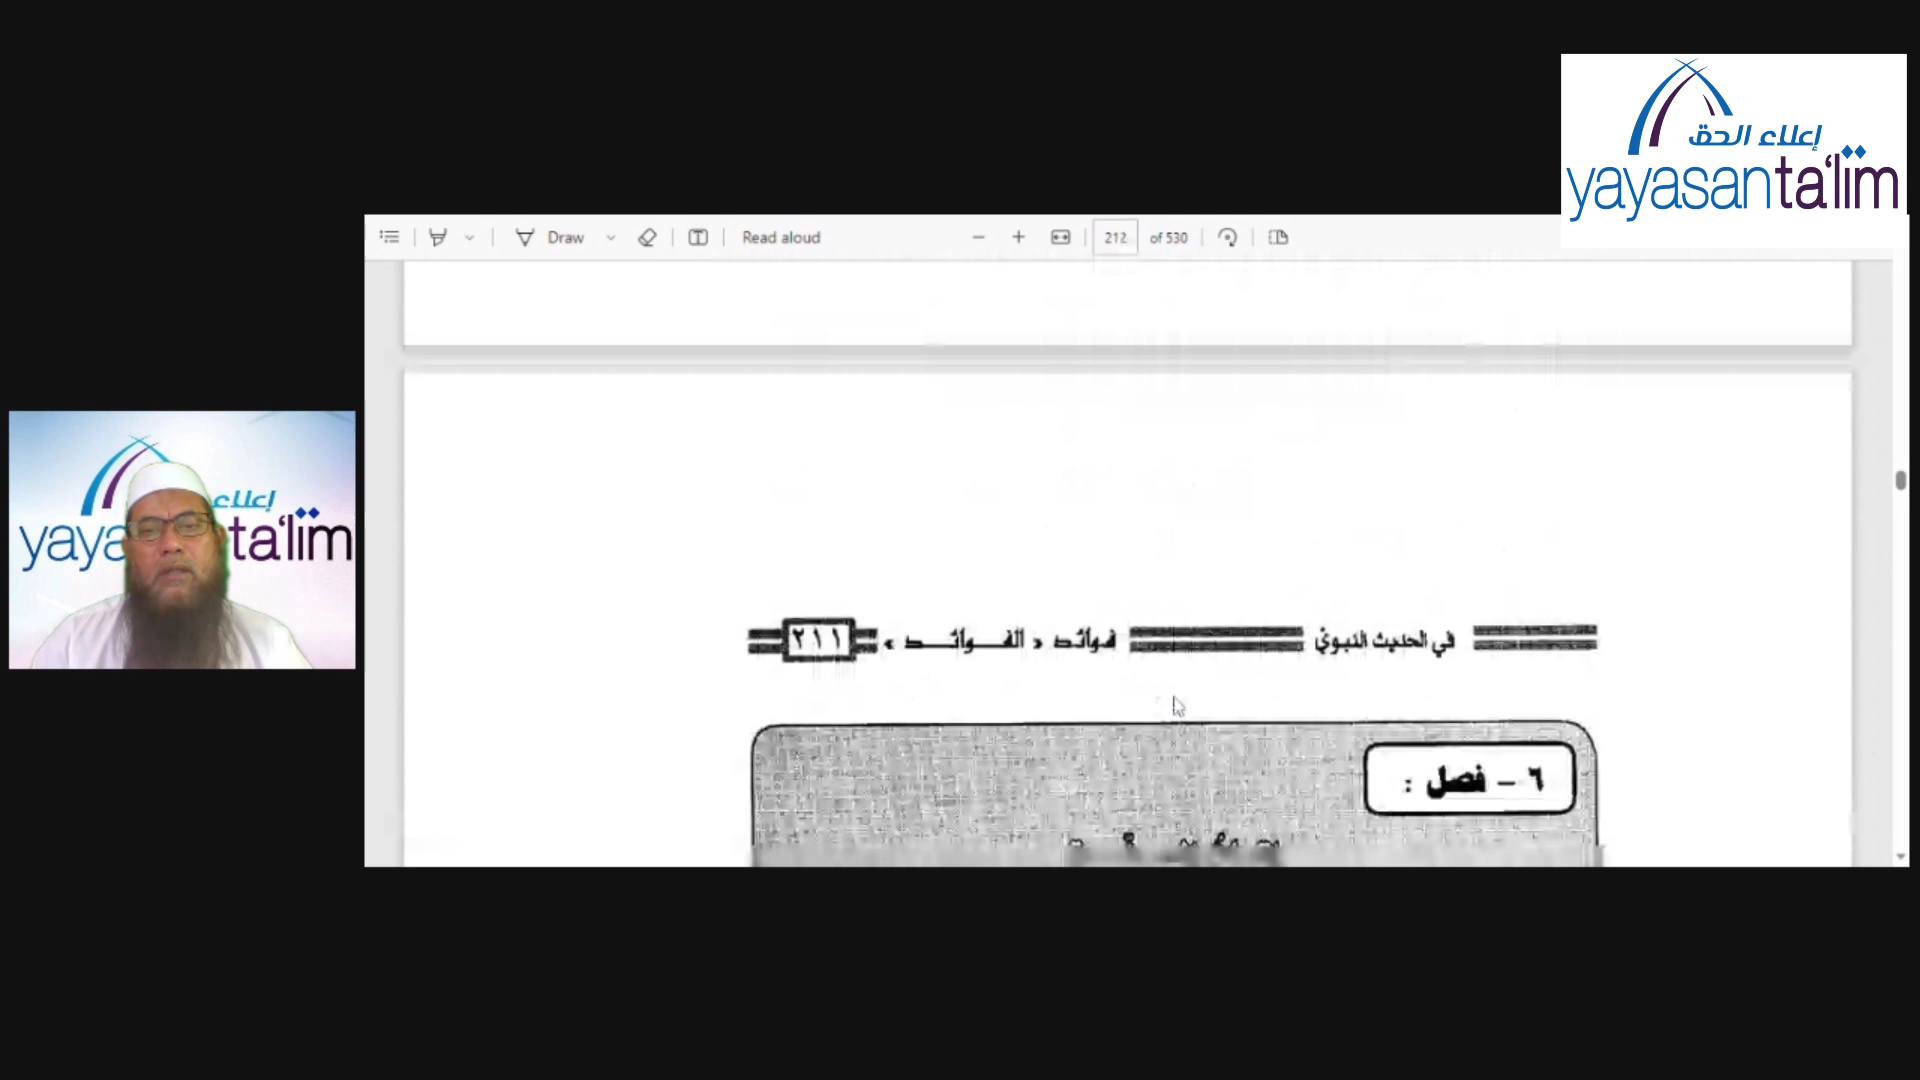 إعلاء الحق
yayasanta'lim
Draw
Read aloud
212 of 530
إعلاء
yaya ta'lim
في الحديث النبويّ
فوائد « الفوائد »
٢١١
٦ - فصل :